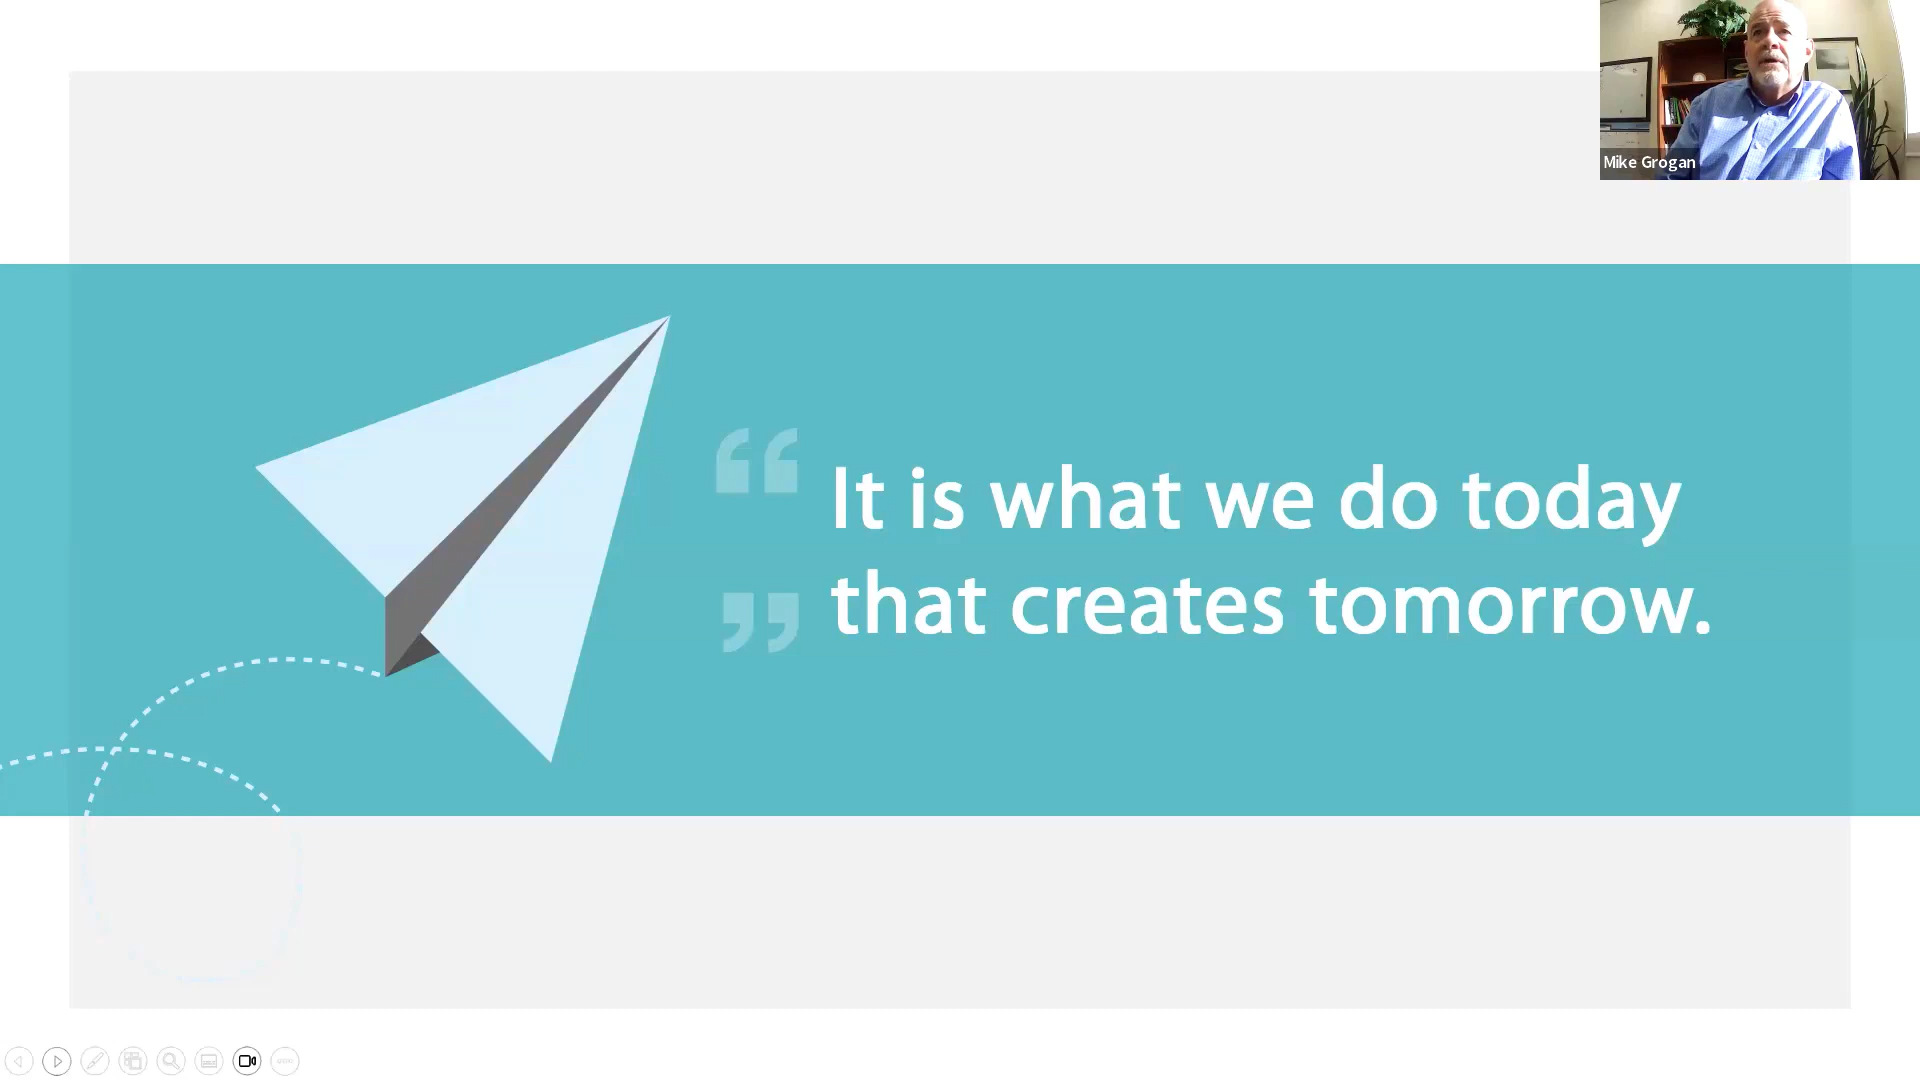 Mike Grogan
“ It is what we do today
” that creates tomorrow.